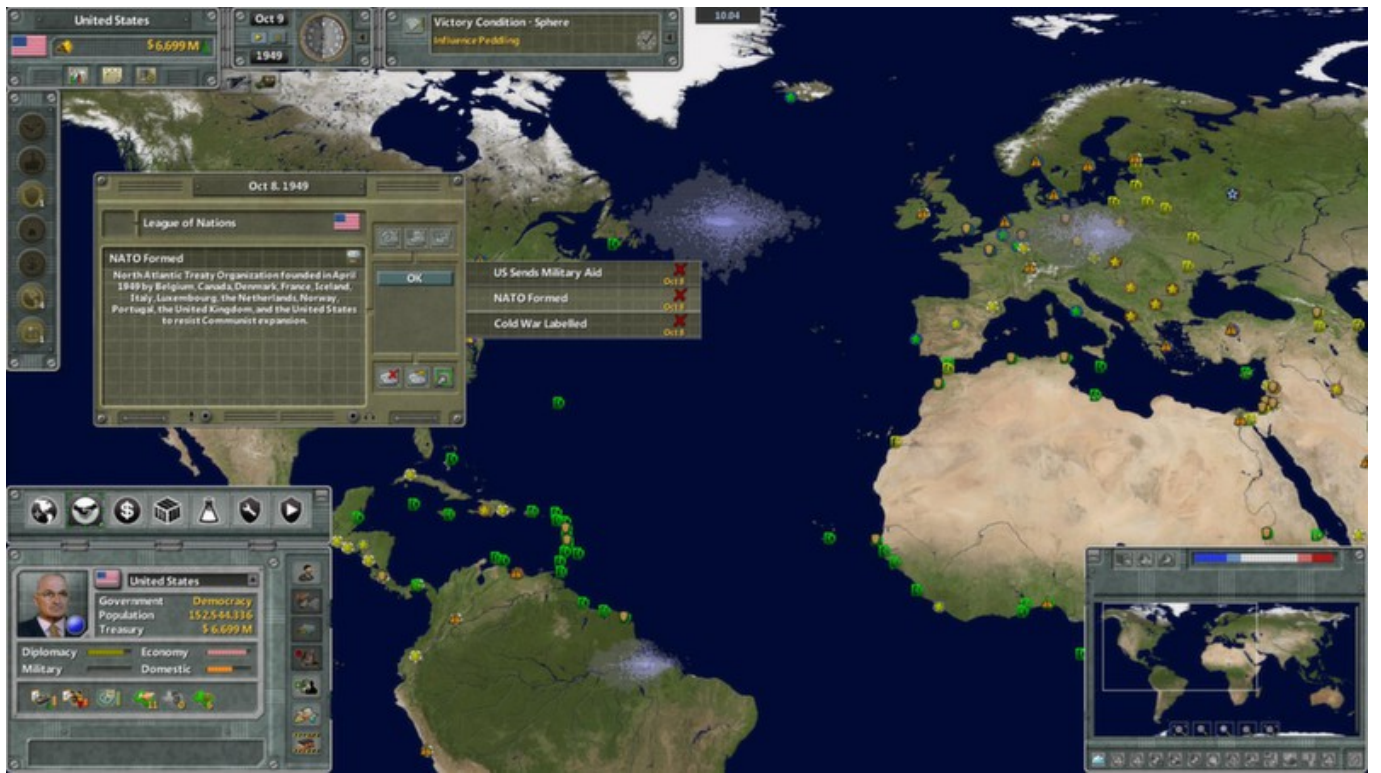 United States
$ 6,699 M
Oct 9
1949
Victory Condition - Sphere
Influence Peddling
10.04
Oct 8, 1949
League of Nations
NATO Formed
North Atlantic Treaty Organization founded in April
1949 by Belgium, Canada, Denmark, France, Iceland,
Italy, Luxembourg, the Netherlands, Norway,
Portugal, the United Kingdom, and the United States
to resist Communist expansion.
OK
US Sends Military Aid
Oct 8
NATO Formed
Oct 8
Cold War Labelled
Oct 8
United States
Government Democracy
Population 152,544,336
Treasury $ 6,699 M
Diplomacy Economy
Military Domestic